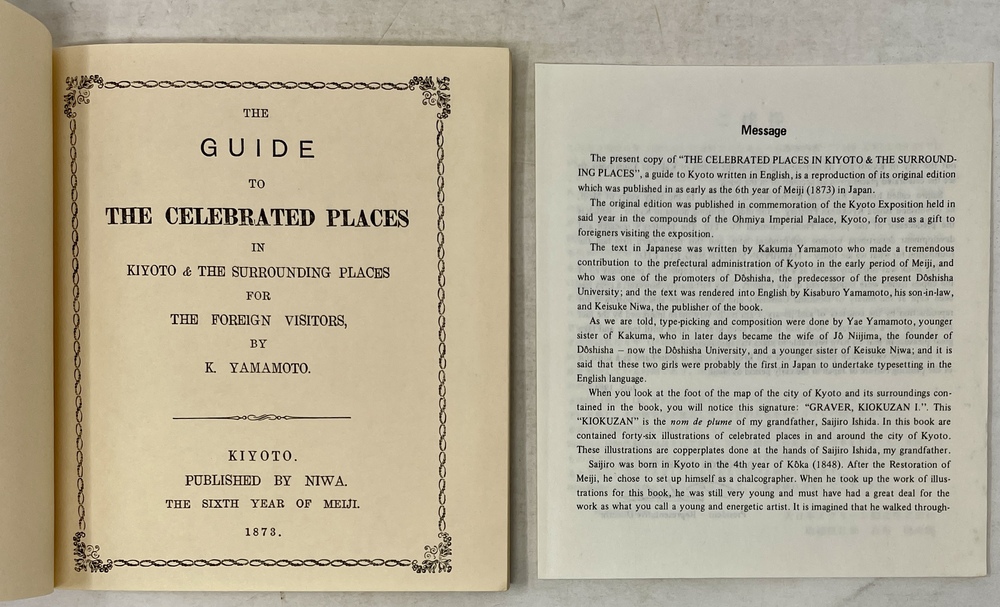 THE
GUIDE
TO
THE CELEBRATED PLACES
IN
KIYOTO & THE SURROUNDING PLACES
FOR
THE FOREIGN VISITORS,
BY
K. YAMAMOTO.
KIYOTO.
PUBLISHED BY NIWA.
THE SIXTH YEAR OF MEIJI.
1873.
Message
The present copy of “THE CELEBRATED PLACES IN KIYOTO & THE SURROUND-
ING PLACES”, a guide to Kyoto written in English, is a reproduction of its original edition
which was published in as early as the 6th year of Meiji (1873) in Japan.
The original edition was published in commemoration of the Kyoto Exposition held in
said year in the compounds of the Ohmiya Imperial Palace, Kyoto, for use as a gift to
foreigners visiting the exposition.
The text in Japanese was written by Kakuma Yamamoto who made a tremendous
contribution to the prefectural administration of Kyoto in the early period of Meiji, and
who was one of the promoters of Dôshisha, the predecessor of the present Dôshisha
University; and the text was rendered into English by Kisaburo Yamamoto, his son-in-law,
and Keisuke Niwa, the publisher of the book.
As we are told, type-picking and composition were done by Yae Yamamoto, younger
sister of Kakuma, who in later days became the wife of Jô Niijima, the founder of
Dôshisha – now the Dôshisha University, and a younger sister of Keisuke Niwa; and it is
said that these two girls were probably the first in Japan to undertake typesetting in the
English language.
When you look at the foot of the map of the city of Kyoto and its surroundings con-
tained in the book, you will notice this signature: “GRAVER, KIOKUZAN I.”. This
“KIOKUZAN” is the nom de plume of my grandfather, Saijiro Ishida. In this book are
contained forty-six illustrations of celebrated places in and around the city of Kyoto.
These illustrations are copperplates done at the hands of Saijiro Ishida, my grandfather.
Saijiro was born in Kyoto in the 4th year of Kôka (1848). After the Restoration of
Meiji, he chose to set up himself as a chalcographer. When he took up the work of illus-
trations for this book, he was still very young and must have had a great deal for the
work as what you call a young and energetic artist. It is imagined that he walked through-